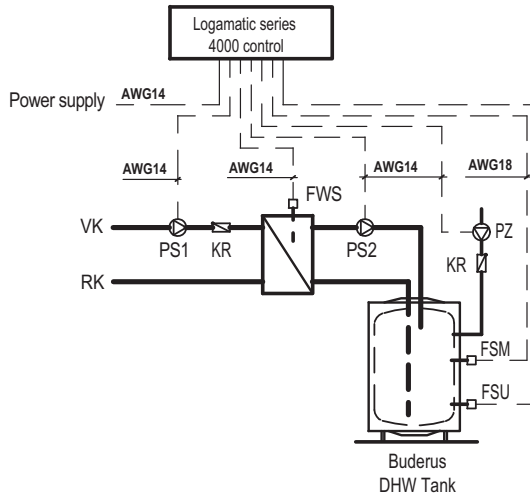 Logamatic series
4000 control
Power supply
AWG14
AWG14
AWG14
AWG14
AWG18
FWS
VK
PS1
KR
PS2
PZ
KR
RK
FSM
FSU
Buderus
DHW Tank